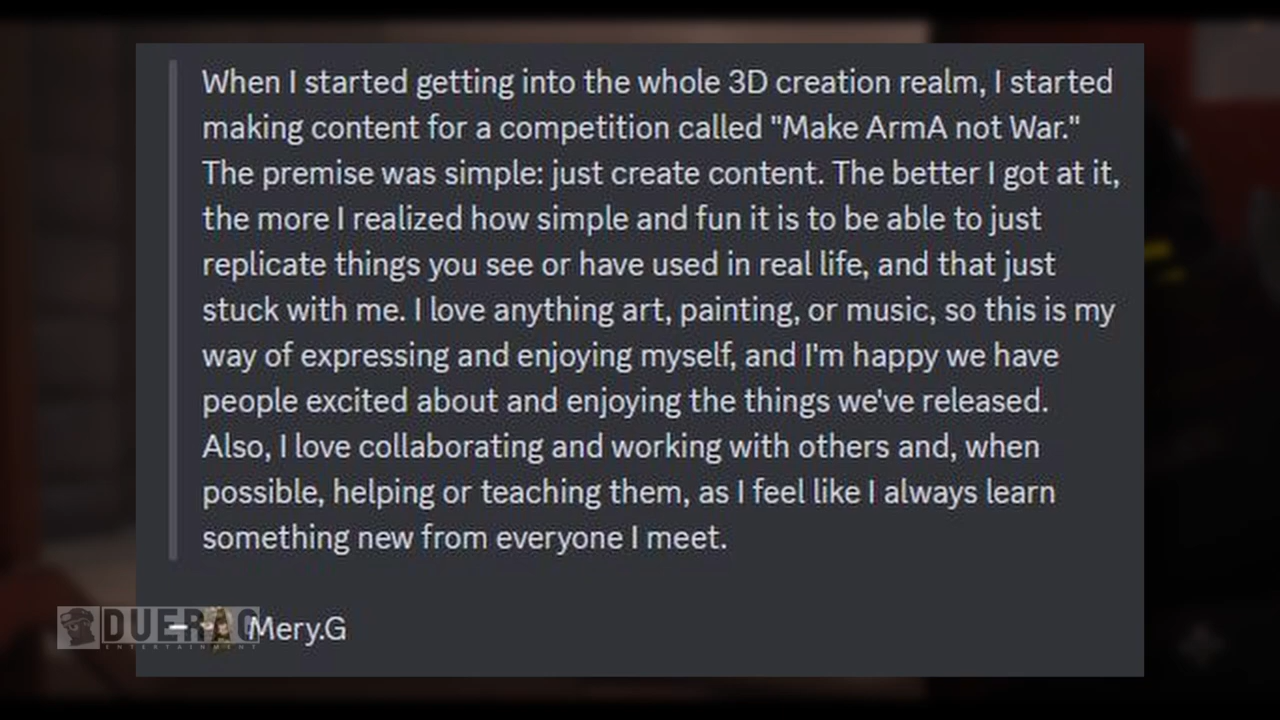 When I started getting into the whole 3D creation realm, I started
making content for a competition called "Make ArmA not War."
The premise was simple: just create content. The better I got at it,
the more I realized how simple and fun it is to be able to just
replicate things you see or have used in real life, and that just
stuck with me. I love anything art, painting, or music, so this is my
way of expressing and enjoying myself, and I'm happy we have
people excited about and enjoying the things we've released.
Also, I love collaborating and working with others and, when
possible, helping or teaching them, as I feel like I always learn
something new from everyone I meet.
– Mery.G
DUERAG
ENTERTAINMENT